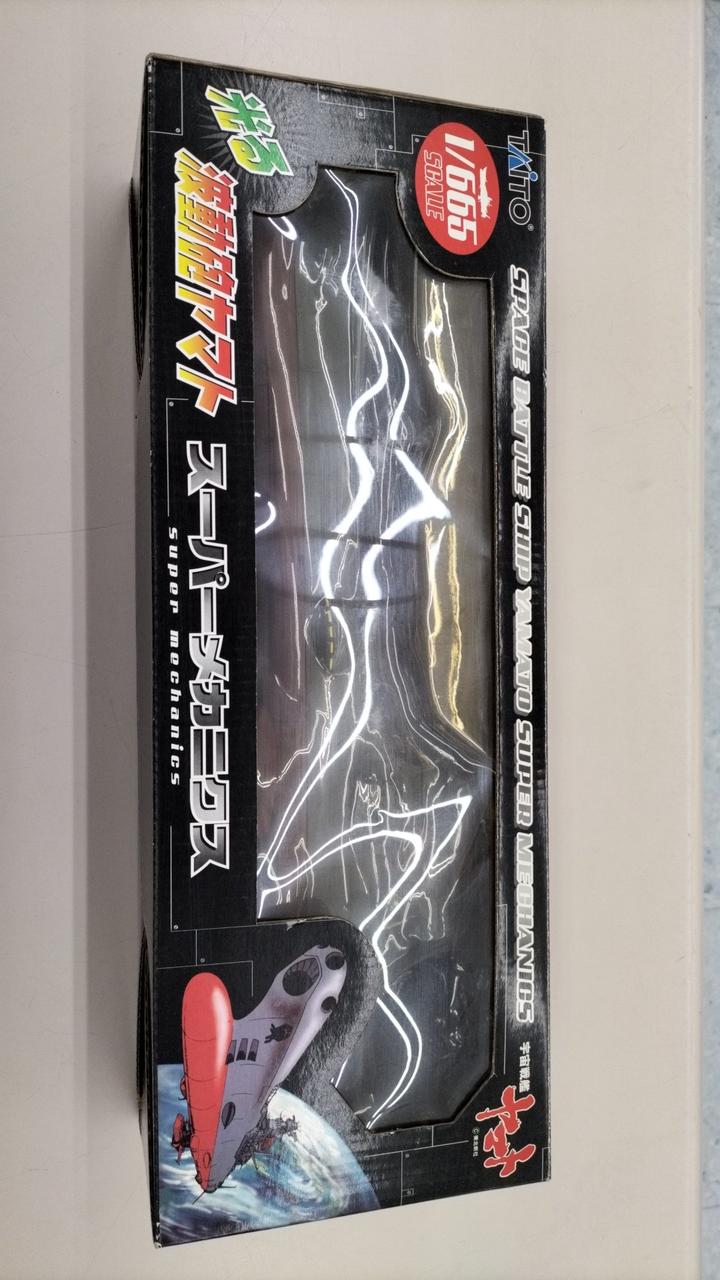 TAITO®
1/665
SCALE
SPACE BATTLE SHIP YAMATO SUPER MECHANICS
宇宙戦艦
ヤマト
光る
波動砲ヤマト
スーパーメカニクス
super mechanics